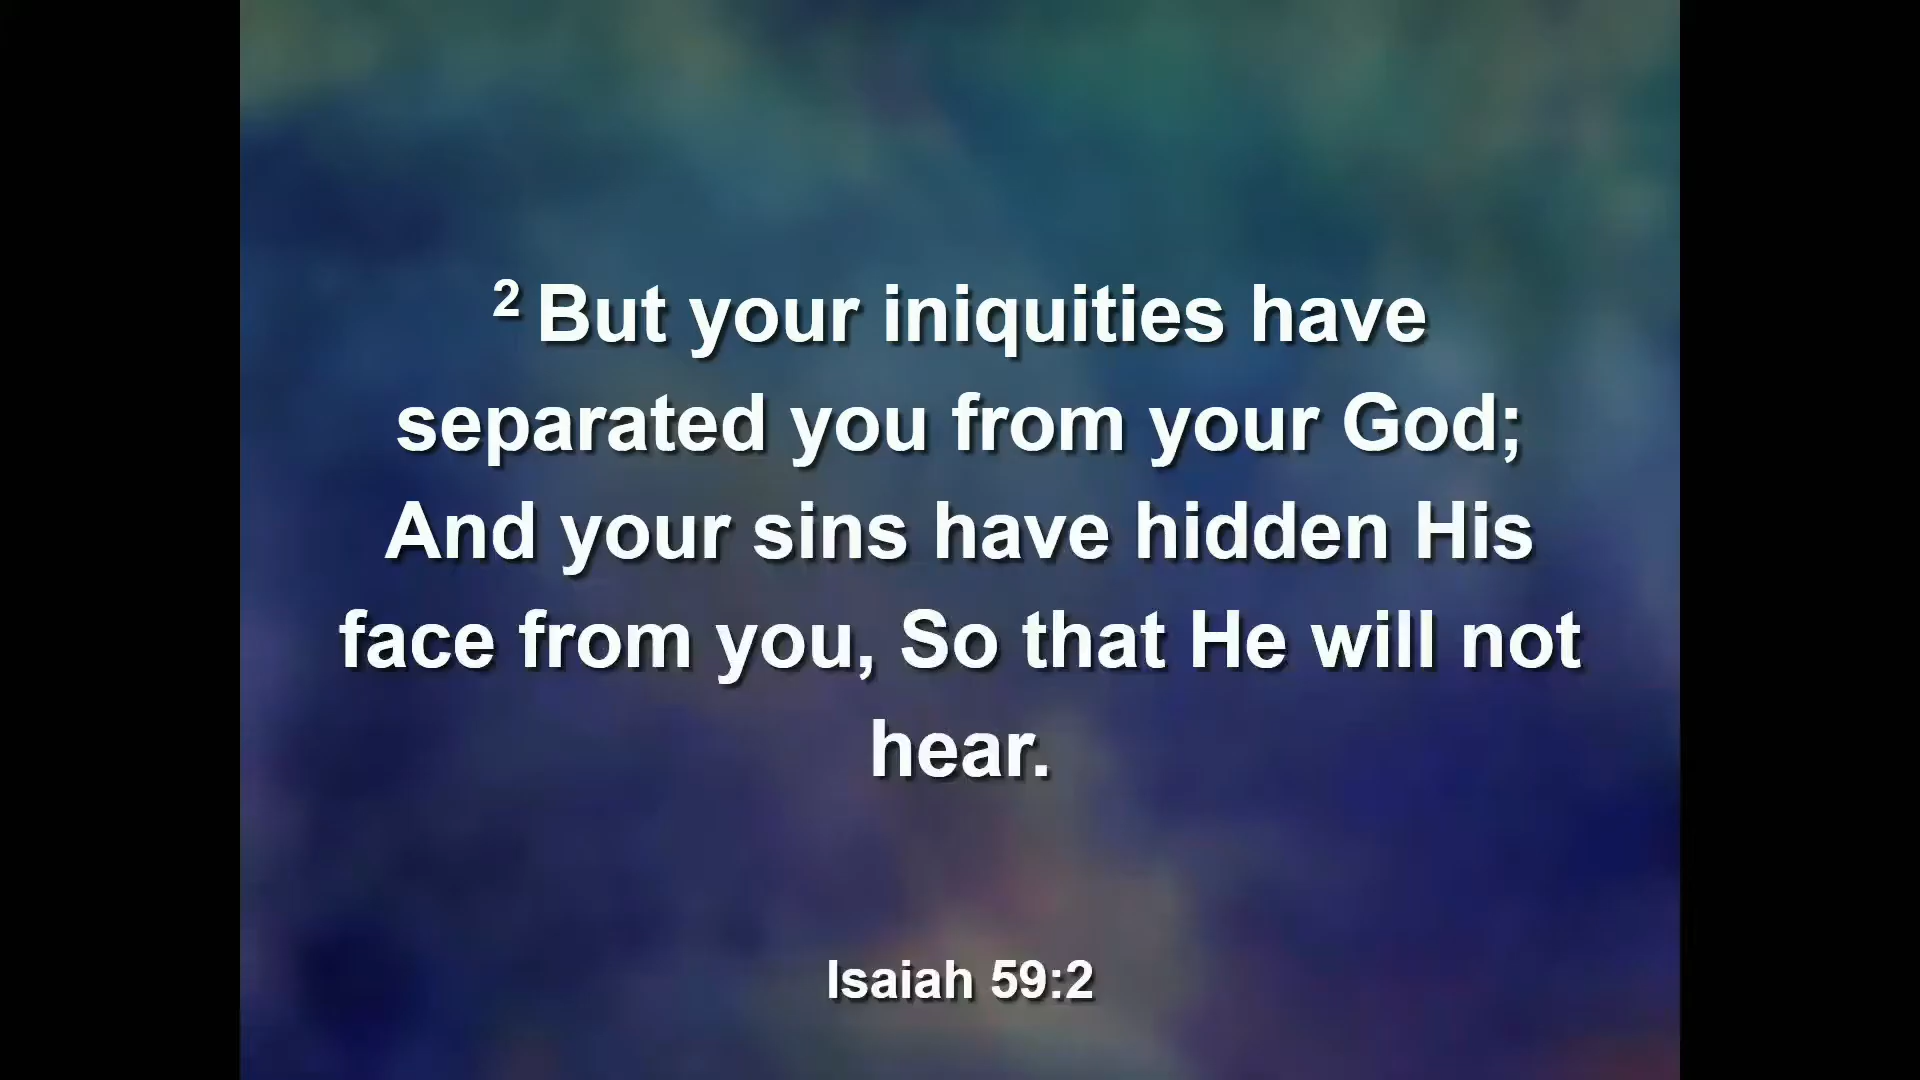 2 But your iniquities have
separated you from your God;
And your sins have hidden His
face from you, So that He will not
hear.
Isaiah 59:2